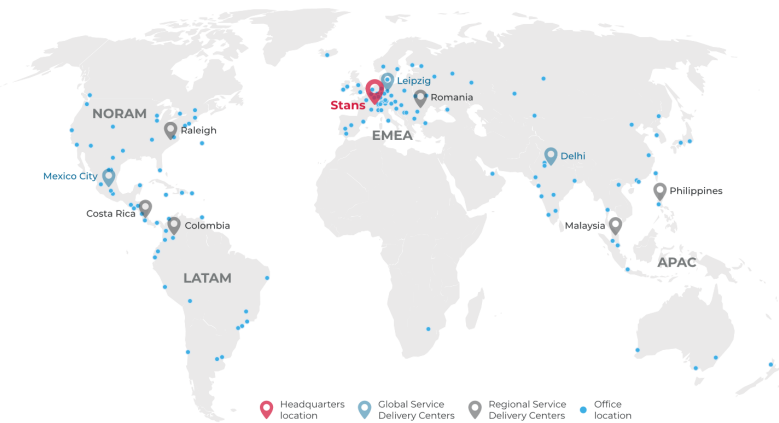 Leipzig
Stans
Romania
NORAM
Raleigh
EMEA
Mexico City
Delhi
Costa Rica
Philippines
Colombia
Malaysia
LATAM
APAC
Headquarters
location
Global Service
Delivery Centers
Regional Service
Delivery Centers
Office
location